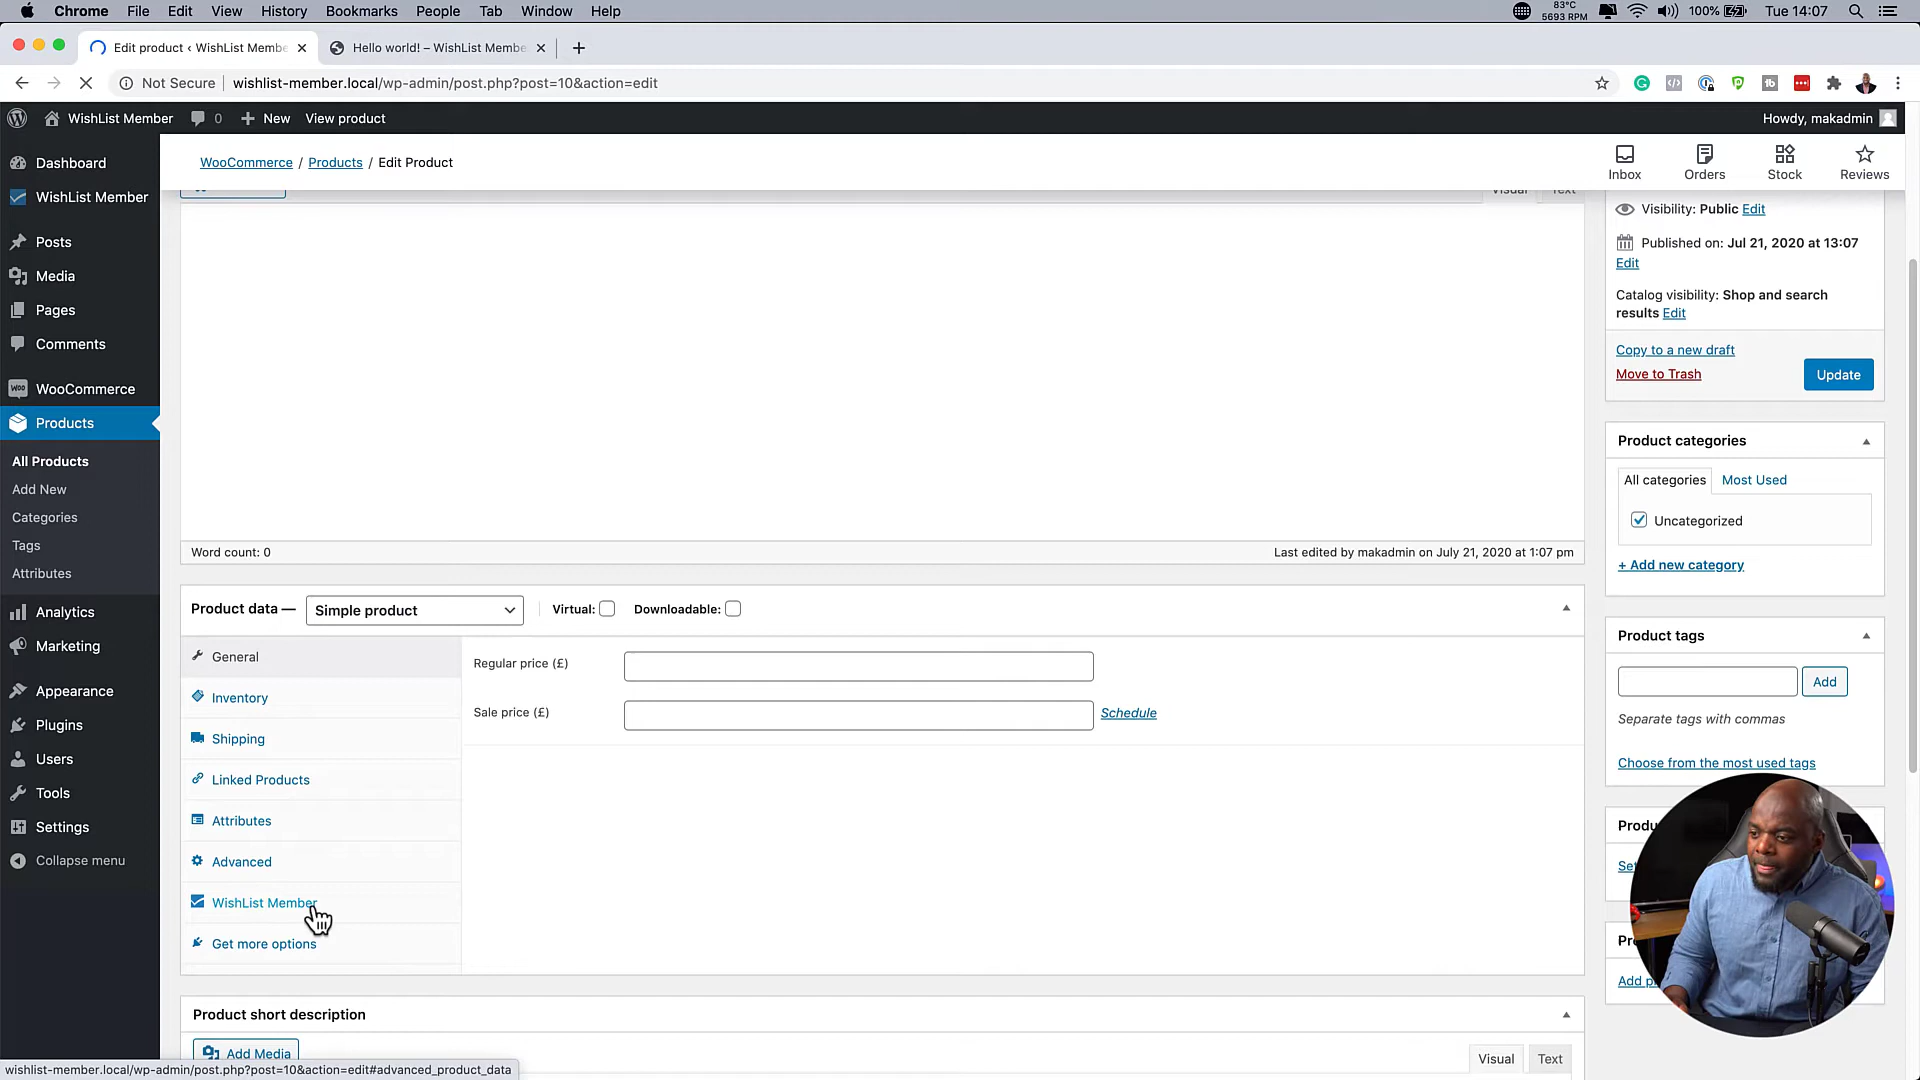 Chrome File Edit View History Bookmarks People Tab Window Help 83°C 5693 RPM 100% Tue 14:07
Edit product ‹ WishList Membe Hello world! – WishList Membe
Not Secure wishlist-member.local/wp-admin/post.php?post=10&action=edit
WishList Member 0 New View product Howdy, makadmin
WooCommerce / Products / Edit Product
Inbox Orders Stock Reviews
Dashboard
WishList Member
Posts
Media
Pages
Comments
WooCommerce
Products
All Products
Add New
Categories
Tags
Attributes
Analytics
Marketing
Appearance
Plugins
Users
Tools
Settings
Collapse menu
Visual Text
Word count: 0 Last edited by makadmin on July 21, 2020 at 1:07 pm
Product data — Simple product Virtual: Downloadable:
General
Inventory
Shipping
Linked Products
Attributes
Advanced
WishList Member
Get more options
Regular price (£)
Sale price (£) Schedule
Product short description
Add Media
Visual Text
Visibility: Public Edit
Published on: Jul 21, 2020 at 13:07
Edit
Catalog visibility: Shop and search
results Edit
Copy to a new draft
Move to Trash Update
Product categories
All categories Most Used
Uncategorized
+ Add new category
Product tags
Add
Separate tags with commas
Choose from the most used tags
Produ
Set
Pro
Add p
wishlist-member.local/wp-admin/post.php?post=10&action=edit#advanced_product_data